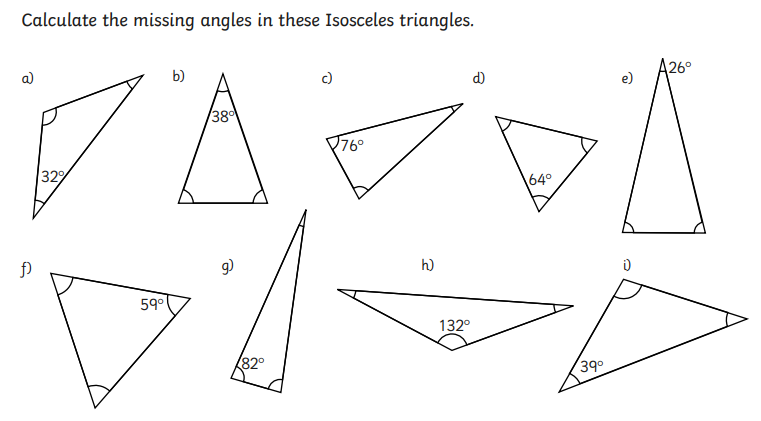 Calculate the missing angles in these Isosceles triangles.
a)
32°
b)
38°
c)
76°
d)
64°
e)
26°
f)
59°
g)
82°
h)
132°
i)
39°